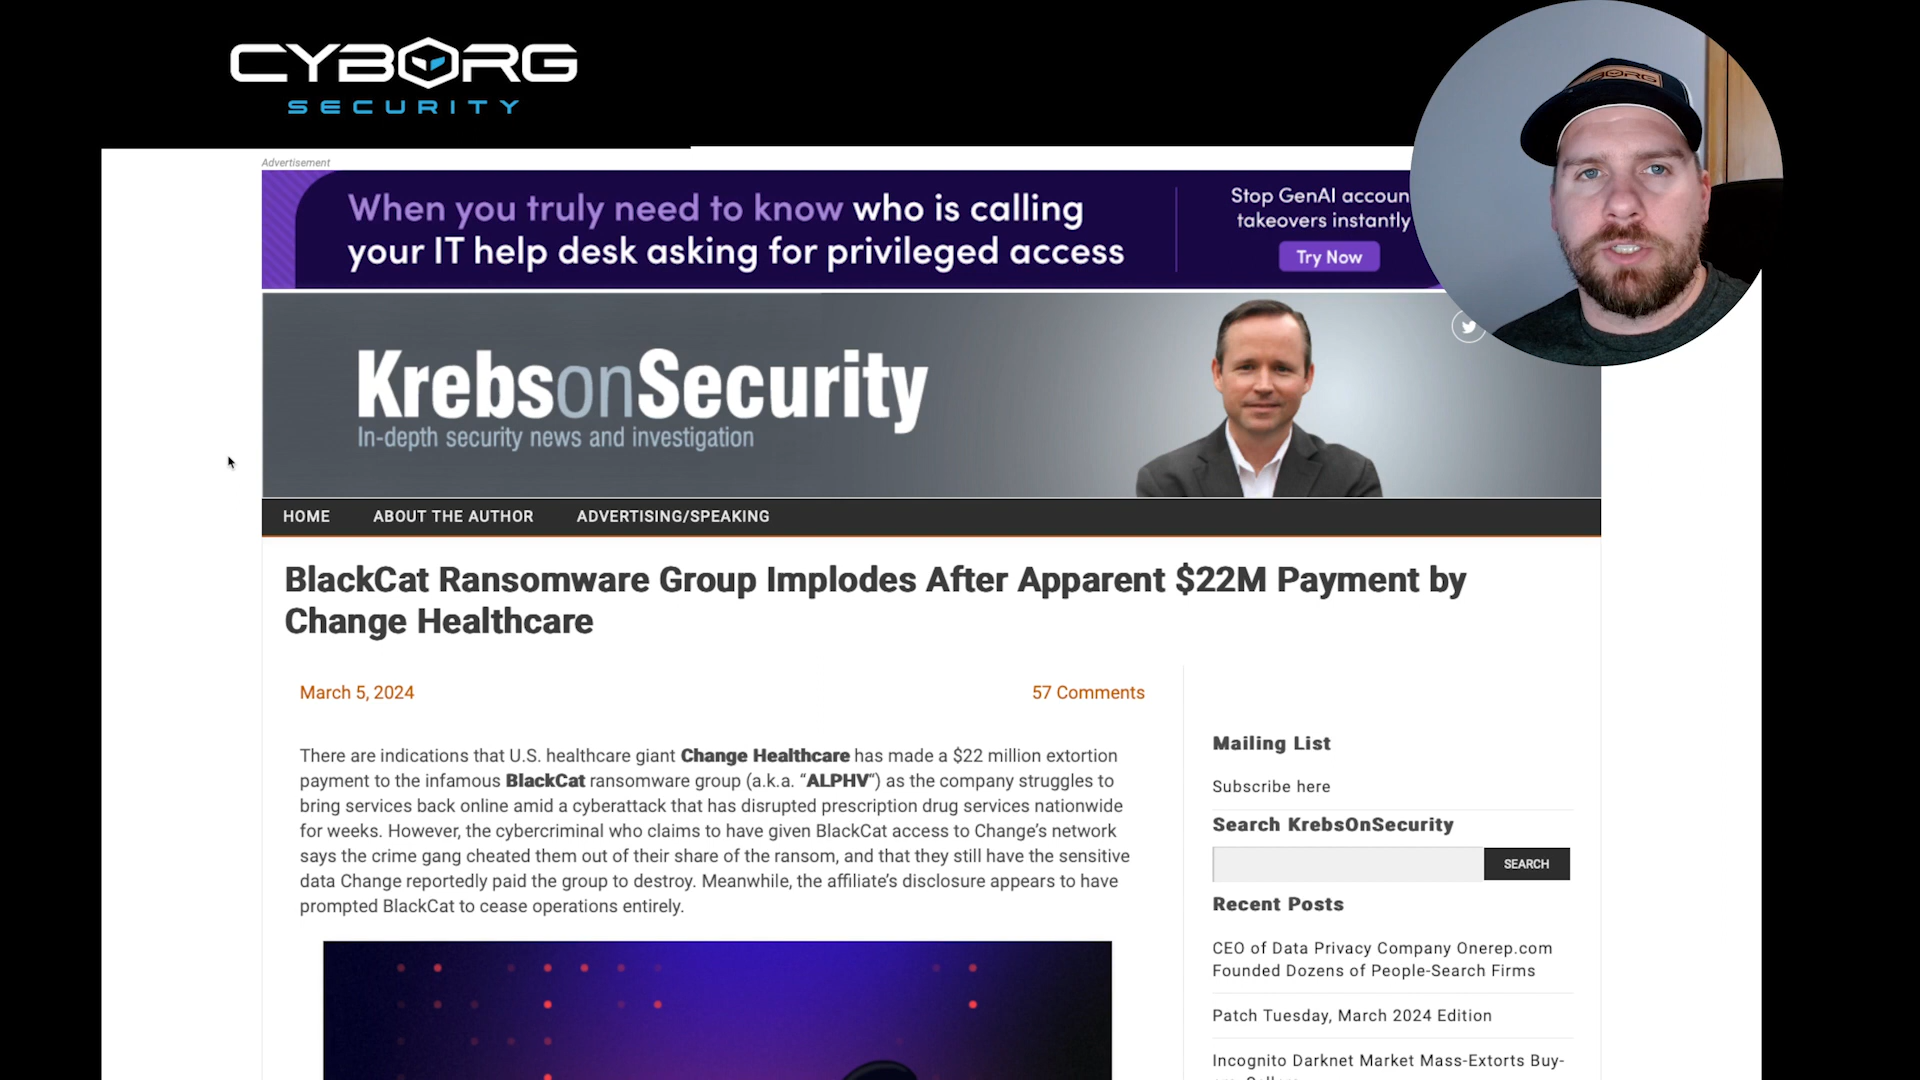 CYBORG
SECURITY
Advertisement
When you truly need to know who is calling
your IT help desk asking for privileged access
Stop GenAI accoun
takeovers instantly
Try Now
KrebsonSecurity
In-depth security news and investigation
HOME ABOUT THE AUTHOR ADVERTISING/SPEAKING
BlackCat Ransomware Group Implodes After Apparent $22M Payment by
Change Healthcare
March 5, 2024 57 Comments
There are indications that U.S. healthcare giant Change Healthcare has made a $22 million extortion
payment to the infamous BlackCat ransomware group (a.k.a. “ALPHV“) as the company struggles to
bring services back online amid a cyberattack that has disrupted prescription drug services nationwide
for weeks. However, the cybercriminal who claims to have given BlackCat access to Change’s network
says the crime gang cheated them out of their share of the ransom, and that they still have the sensitive
data Change reportedly paid the group to destroy. Meanwhile, the affiliate’s disclosure appears to have
prompted BlackCat to cease operations entirely.
Mailing List
Subscribe here
Search KrebsOnSecurity
SEARCH
Recent Posts
CEO of Data Privacy Company Onerep.com
Founded Dozens of People-Search Firms
Patch Tuesday, March 2024 Edition
Incognito Darknet Market Mass-Extorts Buy-